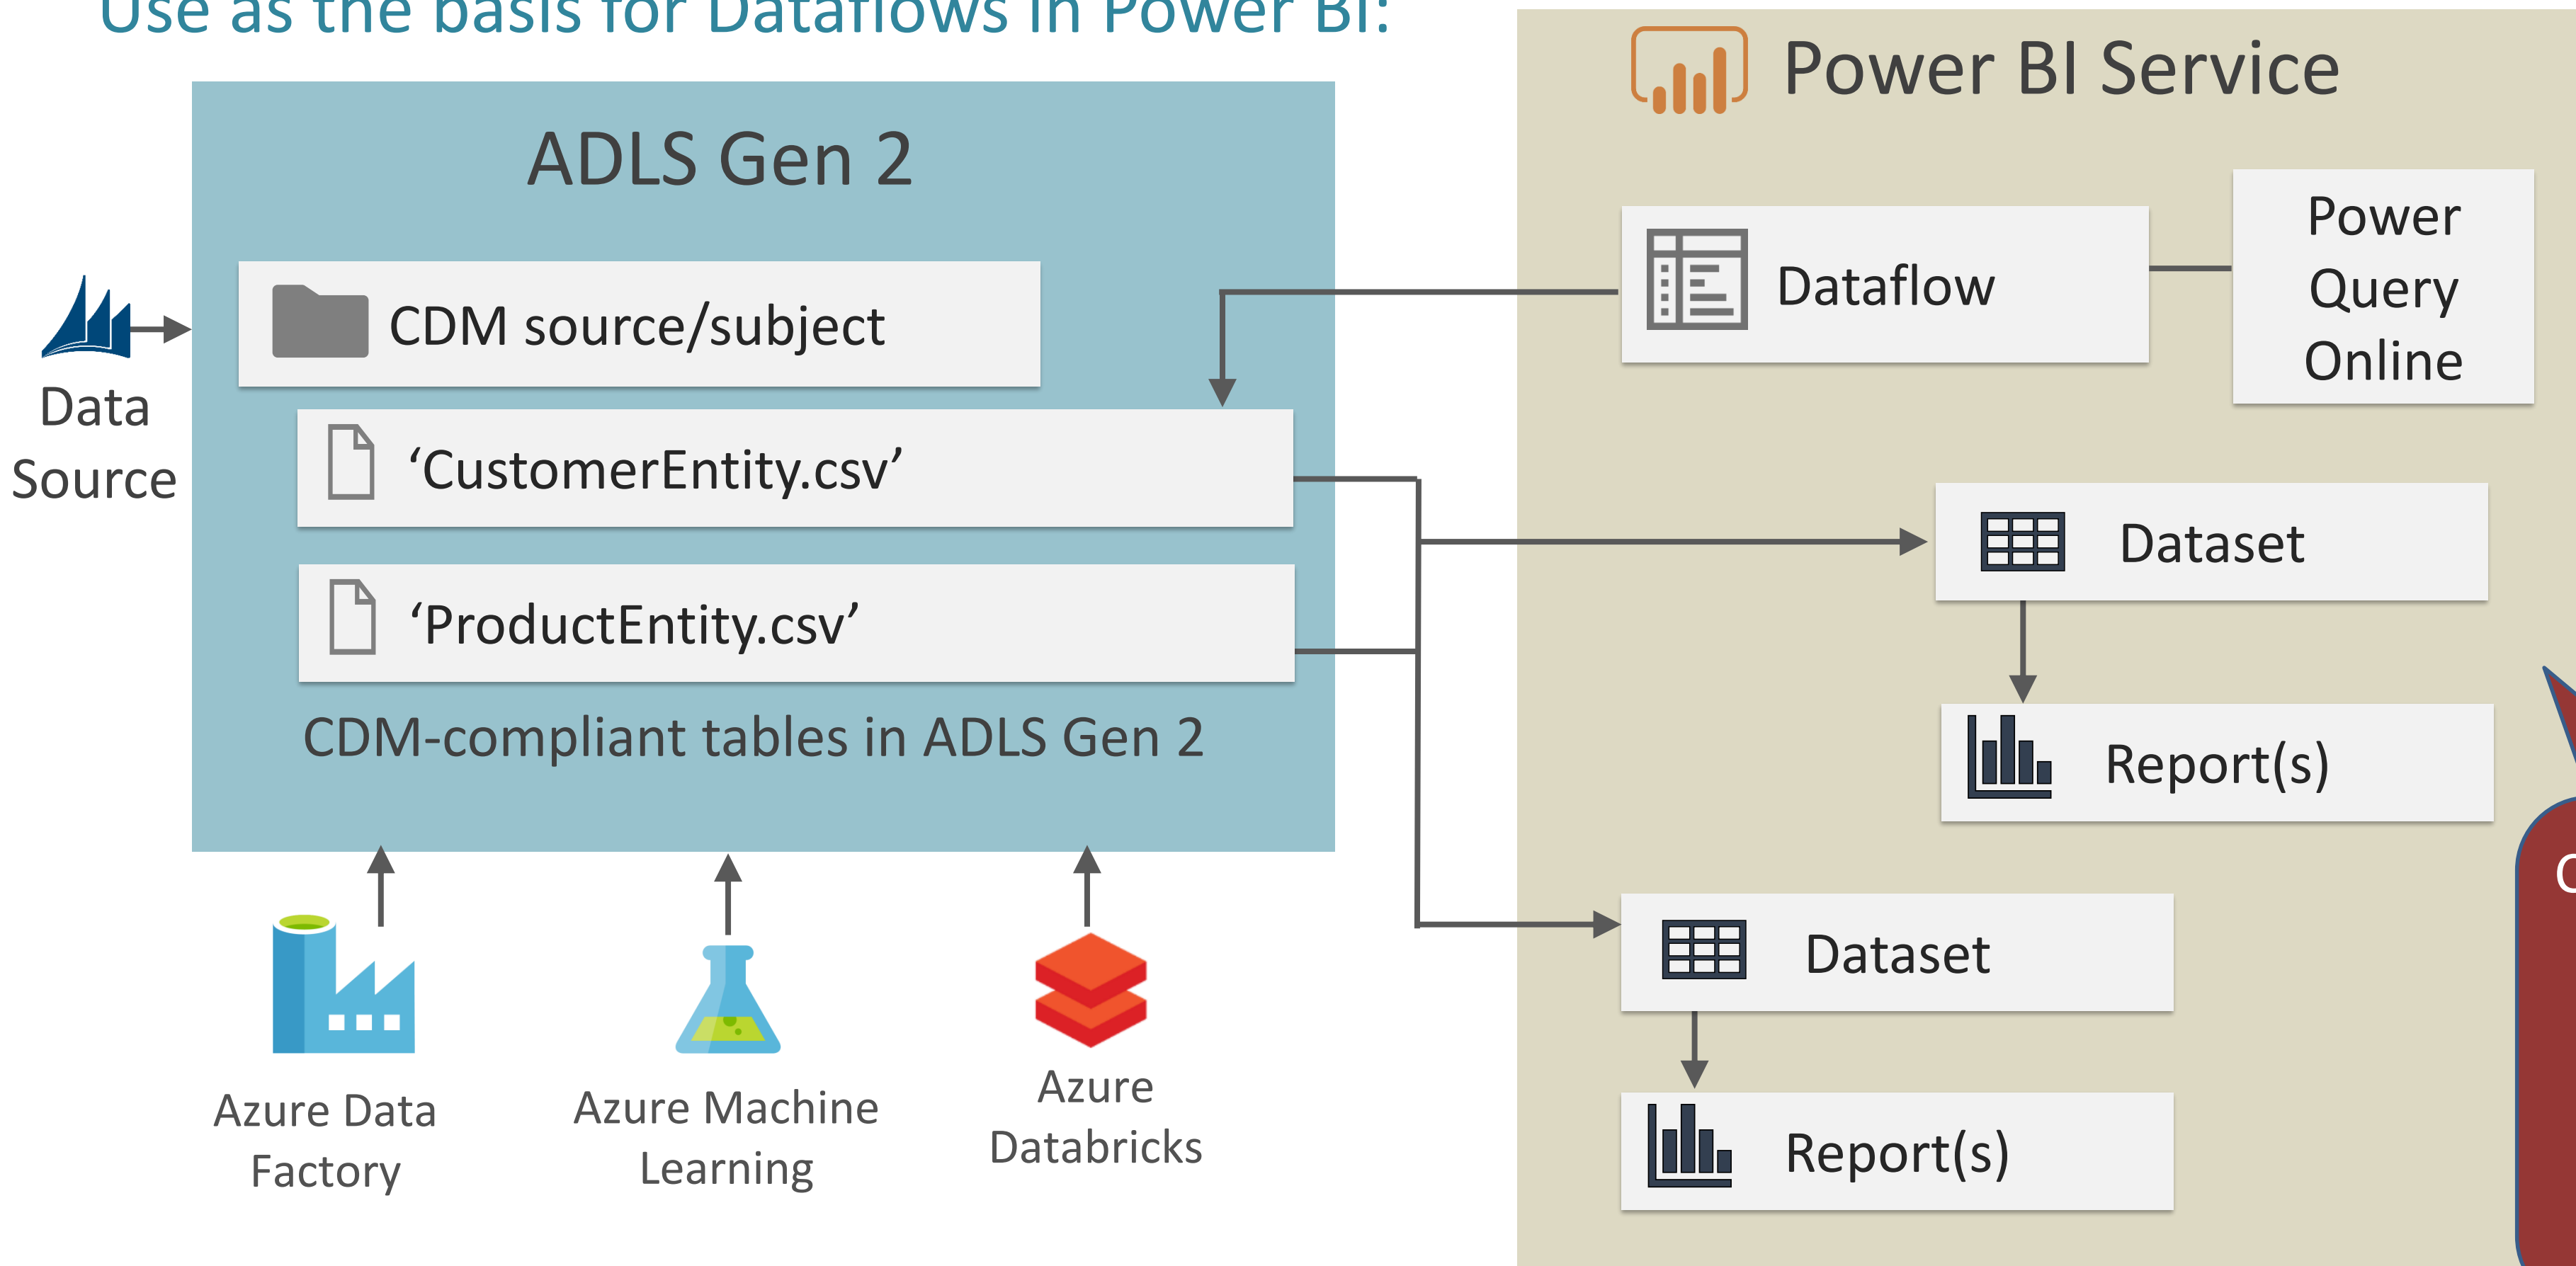 Use as the basis for Dataflows in Power BI:
Power BI Service
ADLS Gen 2
Data
Source
CDM source/subject
‘CustomerEntity.csv’
‘ProductEntity.csv’
CDM-compliant tables in ADLS Gen 2
Azure Data
Factory
Azure Machine
Learning
Azure
Databricks
Dataflow
Power
Query
Online
Dataset
Report(s)
Dataset
Report(s)